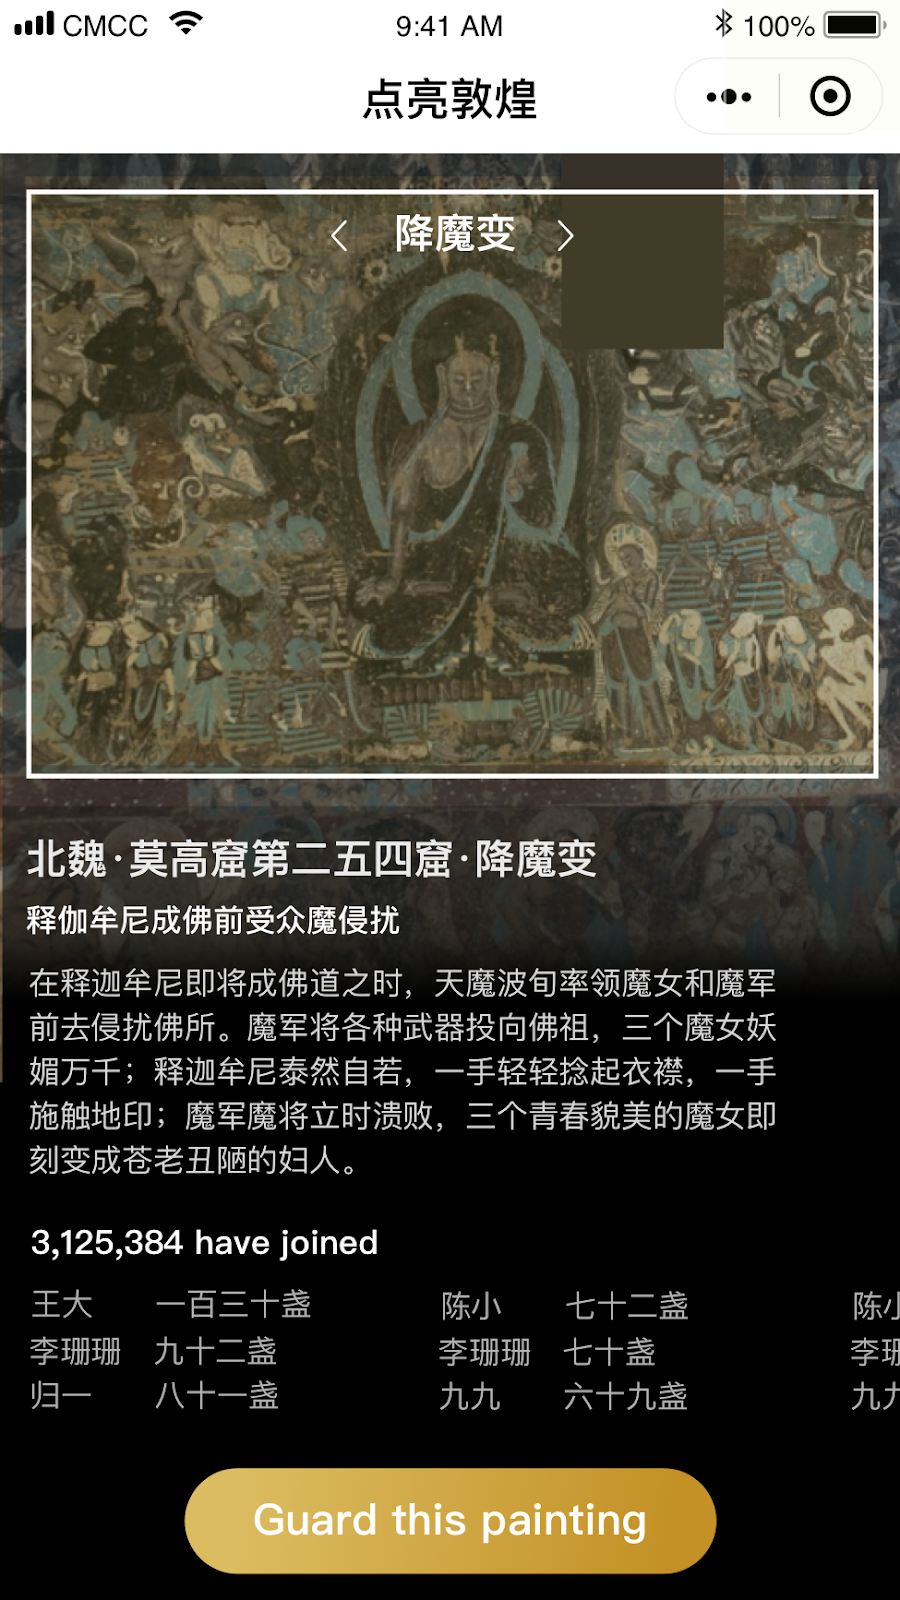 CMCC 9:41 AM 100%
点亮敦煌
降魔变
北魏·莫高窟第二五四窟·降魔变
释伽牟尼成佛前受众魔侵扰
在释迦牟尼即将成佛道之时，天魔波旬率领魔女和魔军
前去侵扰佛所。魔军将各种武器投向佛祖，三个魔女妖
媚万千；释迦牟尼泰然自若，一手轻轻捻起衣襟，一手
施触地印；魔军魔将立时溃败，三个青春貌美的魔女即
刻变成苍老丑陋的妇人。
3,125,384 have joined
王大 一百三十盏 陈小 七十二盏 陈小
李珊珊 九十二盏 李珊珊 七十盏 李珊
归一 八十一盏 九九 六十九盏 九九
Guard this painting